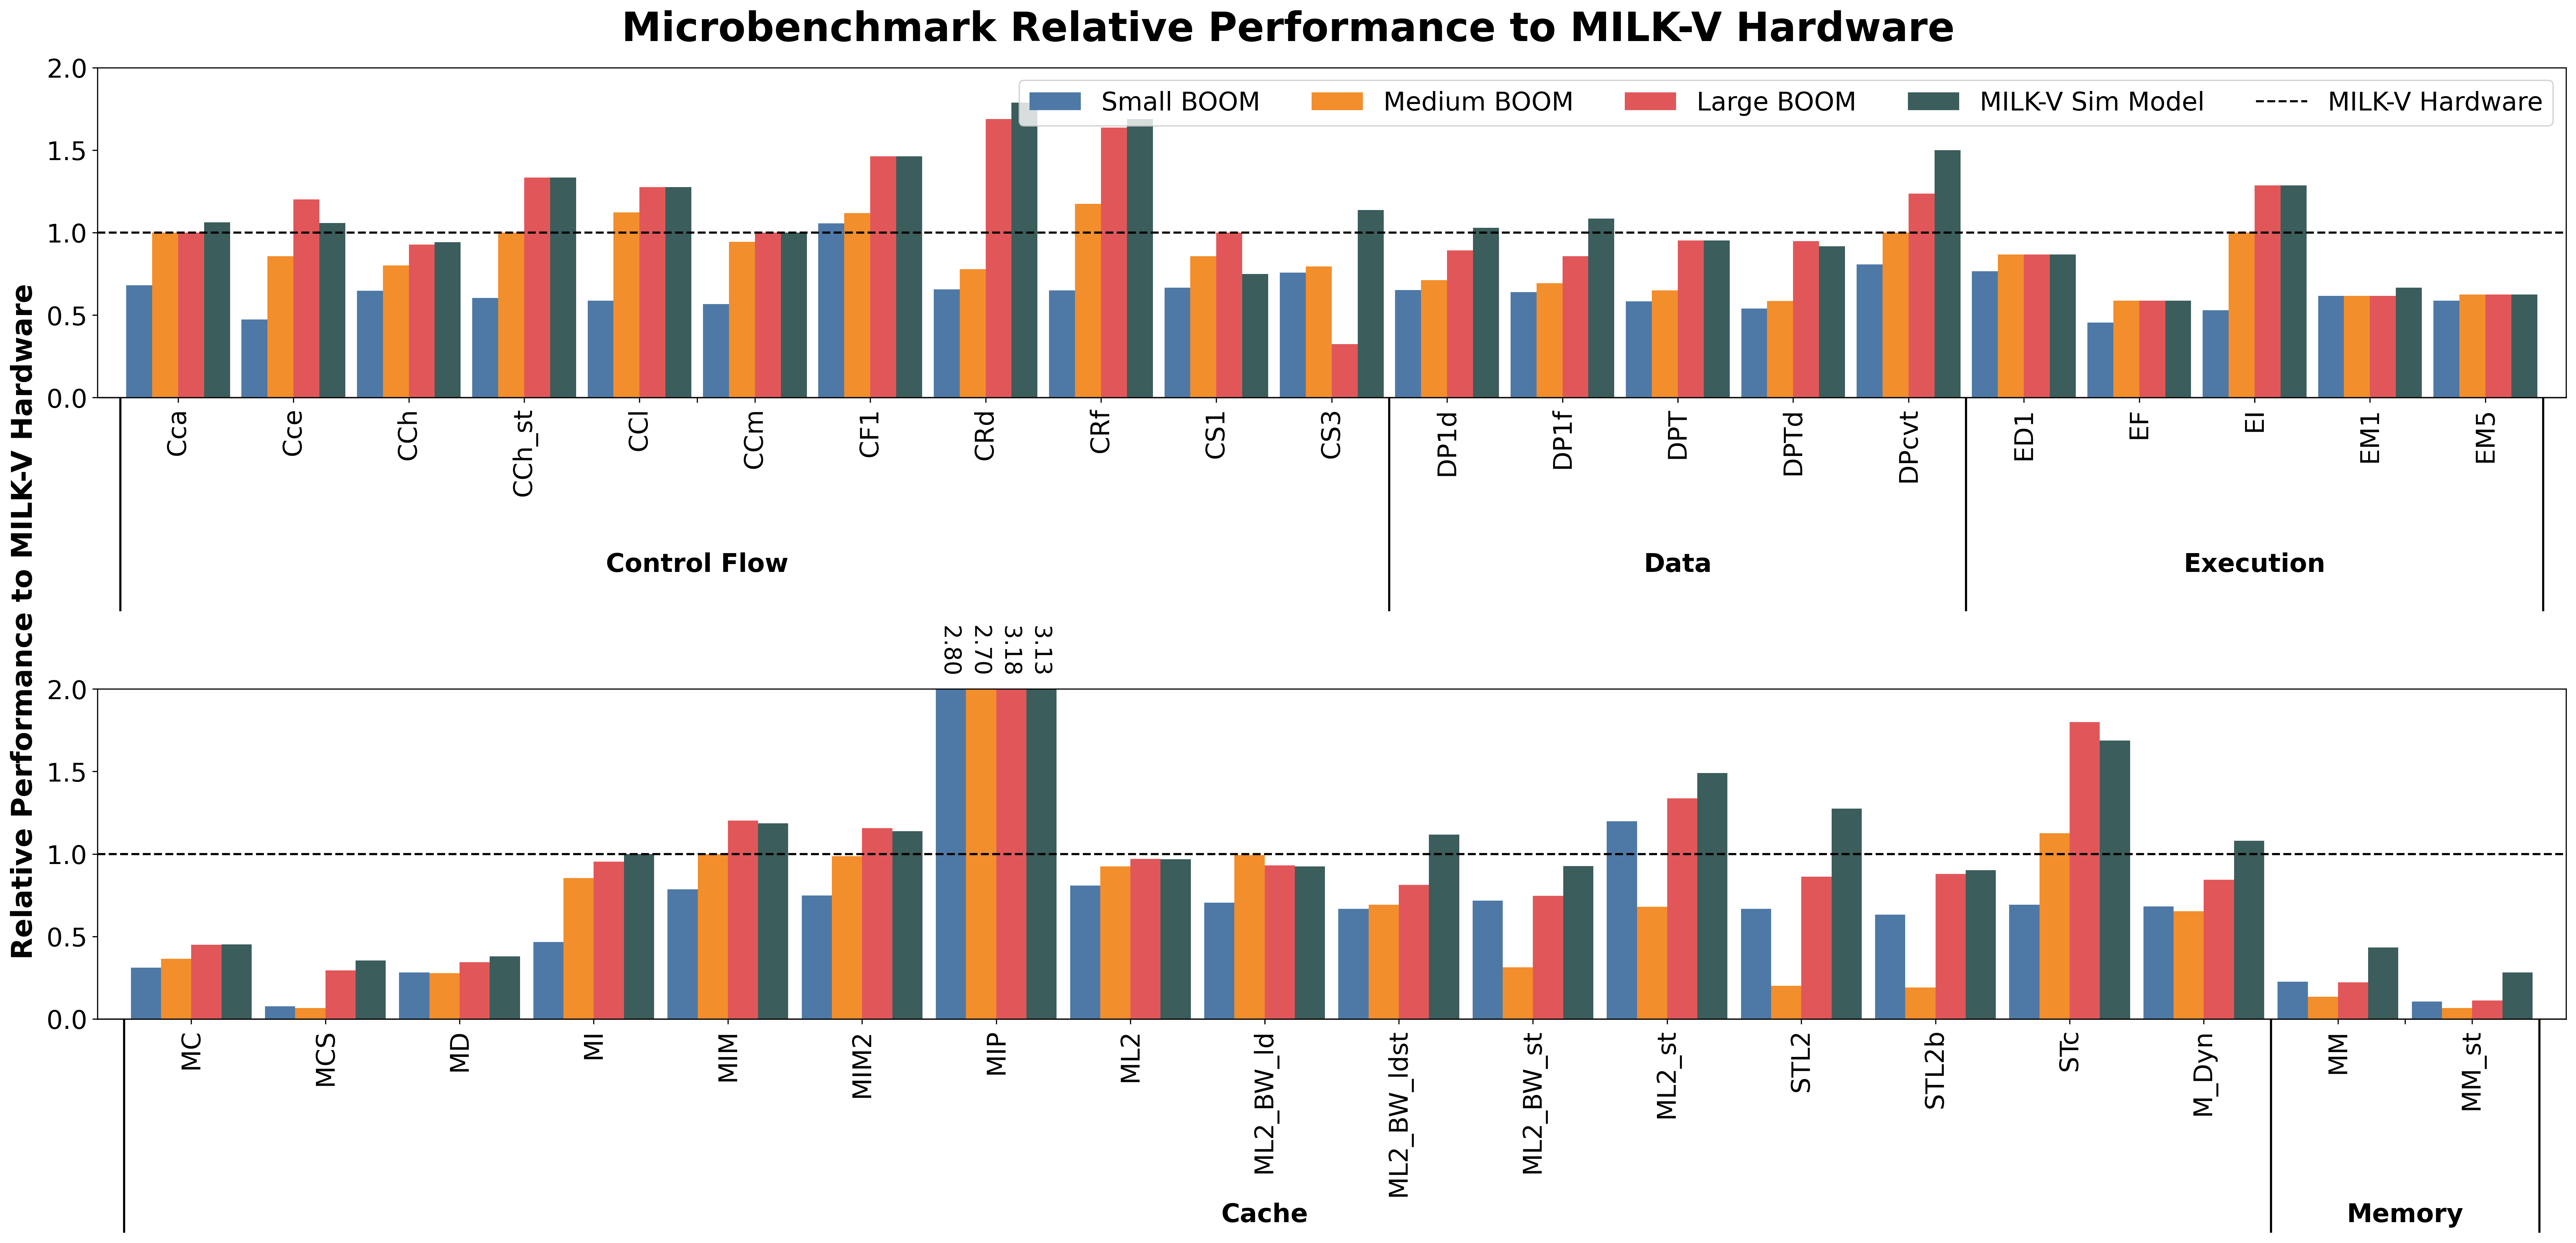 Microbenchmark Relative Performance to MILK-V Hardware
Relative Performance to MILK-V Hardware
2.0
1.5
1.0
0.5
0.0
Small BOOM Medium BOOM Large BOOM MILK-V Sim Model MILK-V Hardware
Cca Cce CCh CCh_st CCl CCm CF1 CRd CRf CS1 CS3 DP1d DP1f DPT DPTd DPcvt ED1 EF EI EM1 EM5
Control Flow Data Execution
2.80 2.70 3.18 3.13
2.0
1.5
1.0
0.5
0.0
MC MCS MD MI MIM MIM2 MIP ML2 ML2_BW_ld ML2_BW_ldst ML2_BW_st ML2_st STL2 STL2b STc M_Dyn MM MM_st
Cache Memory